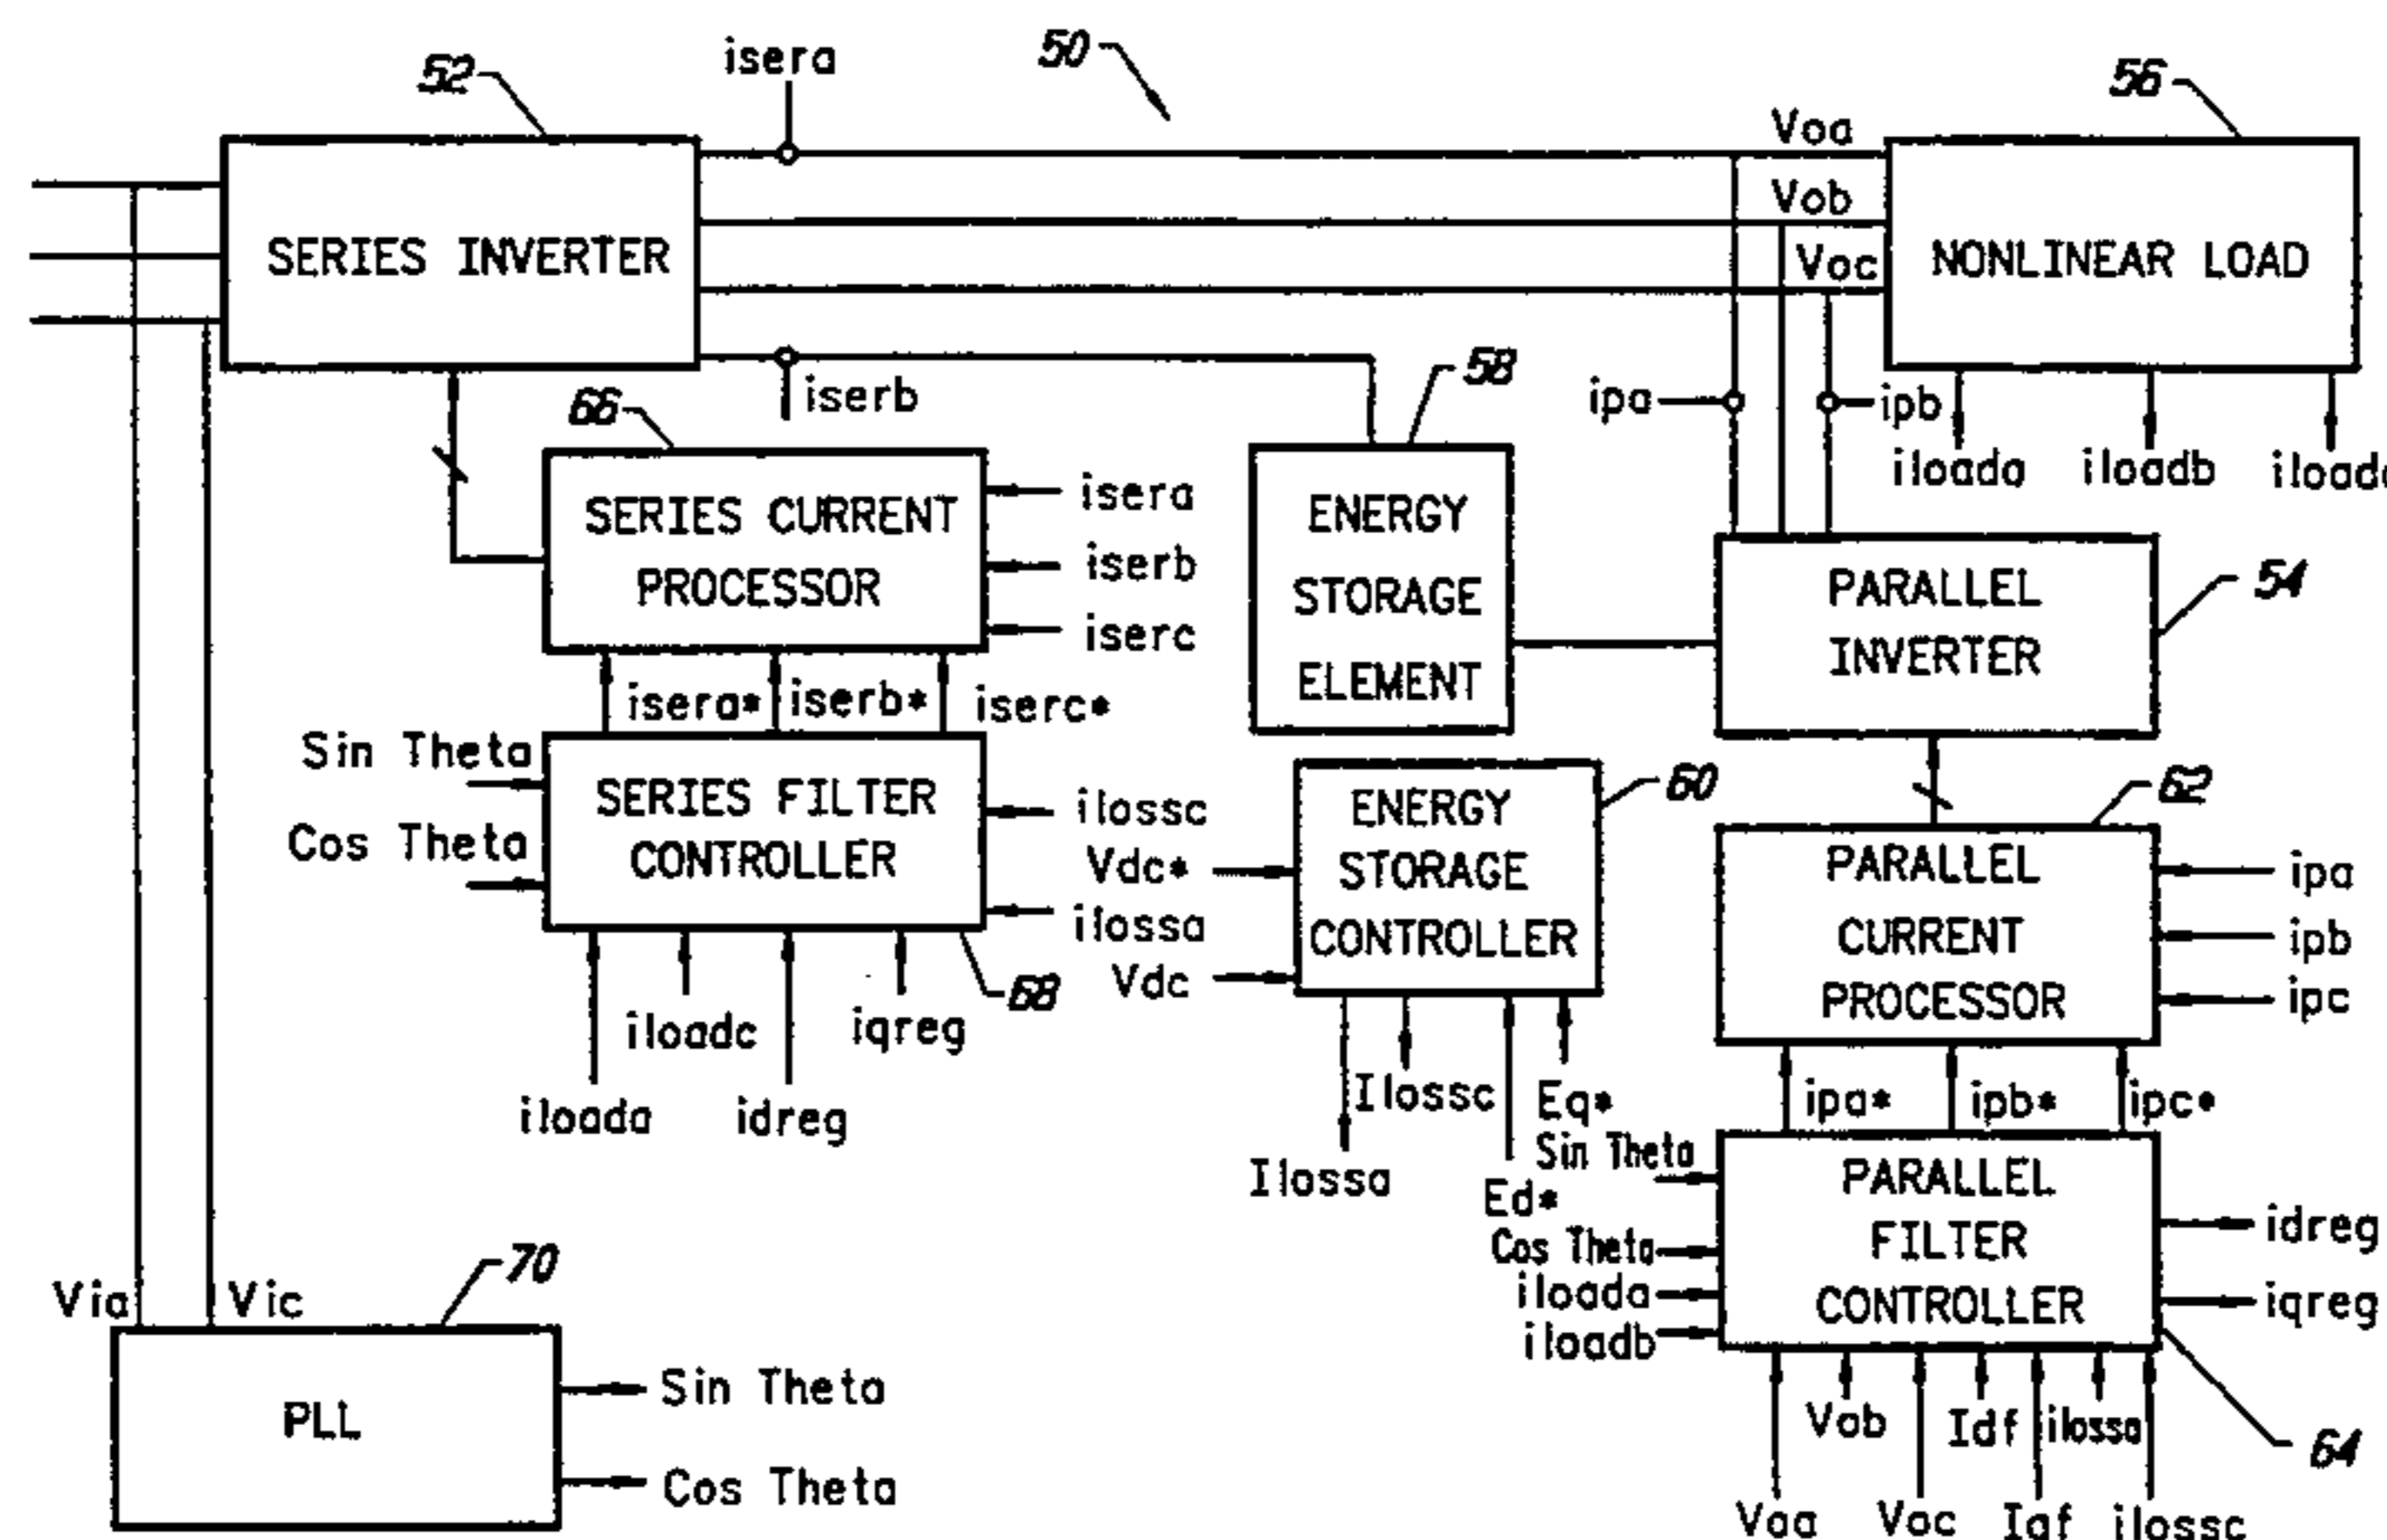 52
isera
50
56
Voa
Vob
Voc
SERIES INVERTER
NONLINEAR LOAD
iserb
66
58
ipa
ipb
iloada
iloadb
SERIES CURRENT
PROCESSOR
isera
iserb
iserc
ENERGY
STORAGE
ELEMENT
PARALLEL
INVERTER
54
isera*
iserb*
iserc*
Sin Theta
Cos Theta
SERIES FILTER
CONTROLLER
ilossc
ilossa
68
iloada
iloadc
idreg
iqreg
Vdc*
Vdc
ENERGY
STORAGE
CONTROLLER
60
Ilossa
Ilossc
Ed*
Eq*
62
PARALLEL
CURRENT
PROCESSOR
ipa
ipb
ipc
ipa*
ipb*
ipc*
Sin Theta
Cos Theta
iloada
iloadb
PARALLEL
FILTER
CONTROLLER
idreg
iqreg
64
Vob
Idf
ilossa
Voa
Voc
Iqf
ilossc
Via
Vic
70
PLL
Sin Theta
Cos Theta